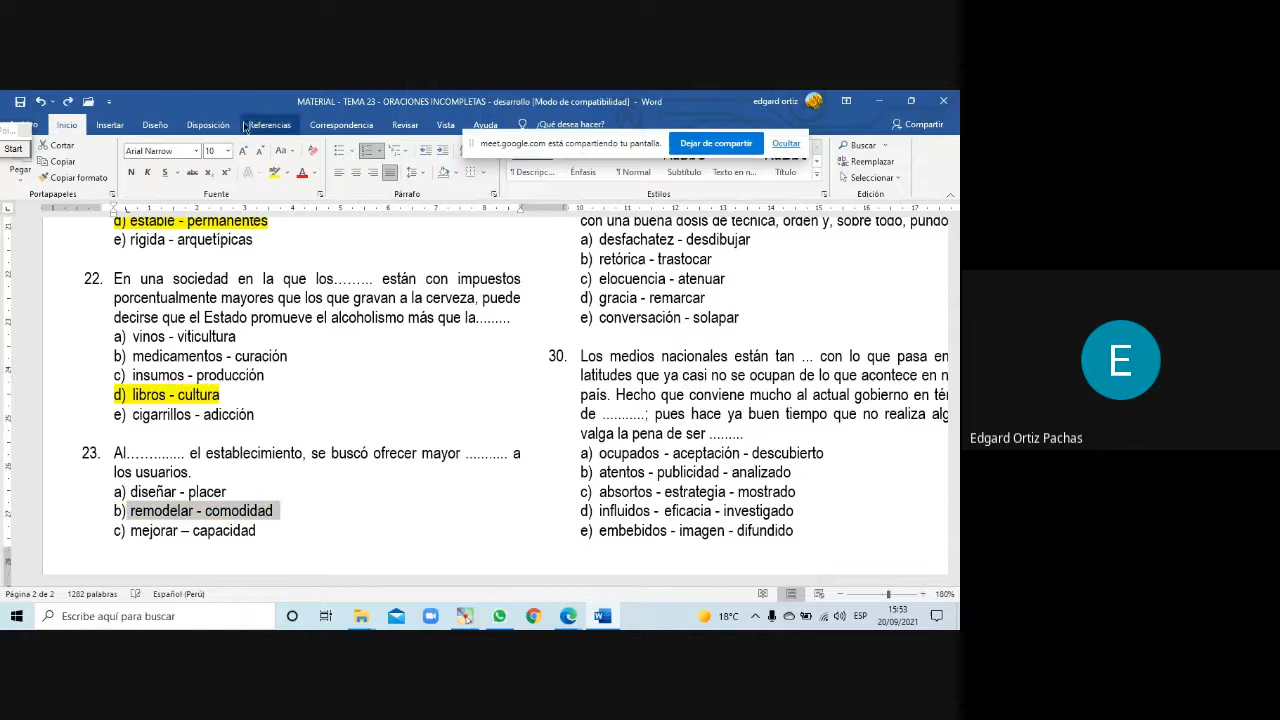 MATERIAL - TEMA 23 - ORACIONES INCOMPLETAS - desarrollo [Modo de compatibilidad] - Word
edgard ortiz
Inicio Insertar Diseño Disposición Referencias Correspondencia Revisar Vista Ayuda ¿Qué desea hacer? Compartir
Start
meet.google.com está compartiendo tu pantalla. Dejar de compartir Ocultar
Cortar
Copiar
Copiar formato
Pegar
Arial Narrow 10
N K S
¶ Descripc... Énfasis ¶ Normal Subtítulo Texto en n... Título
Buscar
Reemplazar
Seleccionar
Portapapeles Fuente Párrafo Estilos Edición
d) estable - permanentes
e) rígida - arquetípicas
22. En una sociedad en la que los…….. están con impuestos
porcentualmente mayores que los que gravan a la cerveza, puede
decirse que el Estado promueve el alcoholismo más que la.........
a) vinos - viticultura
b) medicamentos - curación
c) insumos - producción
d) libros - cultura
e) cigarrillos - adicción
23. Al……....... el establecimiento, se buscó ofrecer mayor ........... a
los usuarios.
a) diseñar - placer
b) remodelar - comodidad
c) mejorar – capacidad
con una buena dosis de técnica, orden y, sobre todo, pundo
a) desfachatez - desdibujar
b) retórica - trastocar
c) elocuencia - atenuar
d) gracia - remarcar
e) conversación - solapar
30. Los medios nacionales están tan ... con lo que pasa en
latitudes que ya casi no se ocupan de lo que acontece en n
país. Hecho que conviene mucho al actual gobierno en tér
de ...........; pues hace ya buen tiempo que no realiza alg
valga la pena de ser .........
a) ocupados - aceptación - descubierto
b) atentos - publicidad - analizado
c) absortos - estrategia - mostrado
d) influidos - eficacia - investigado
e) embebidos - imagen - difundido
Página 2 de 2 1282 palabras Español (Perú) 180%
Escribe aquí para buscar
18°C ESP 15:53
20/09/2021
E
Edgard Ortiz Pachas